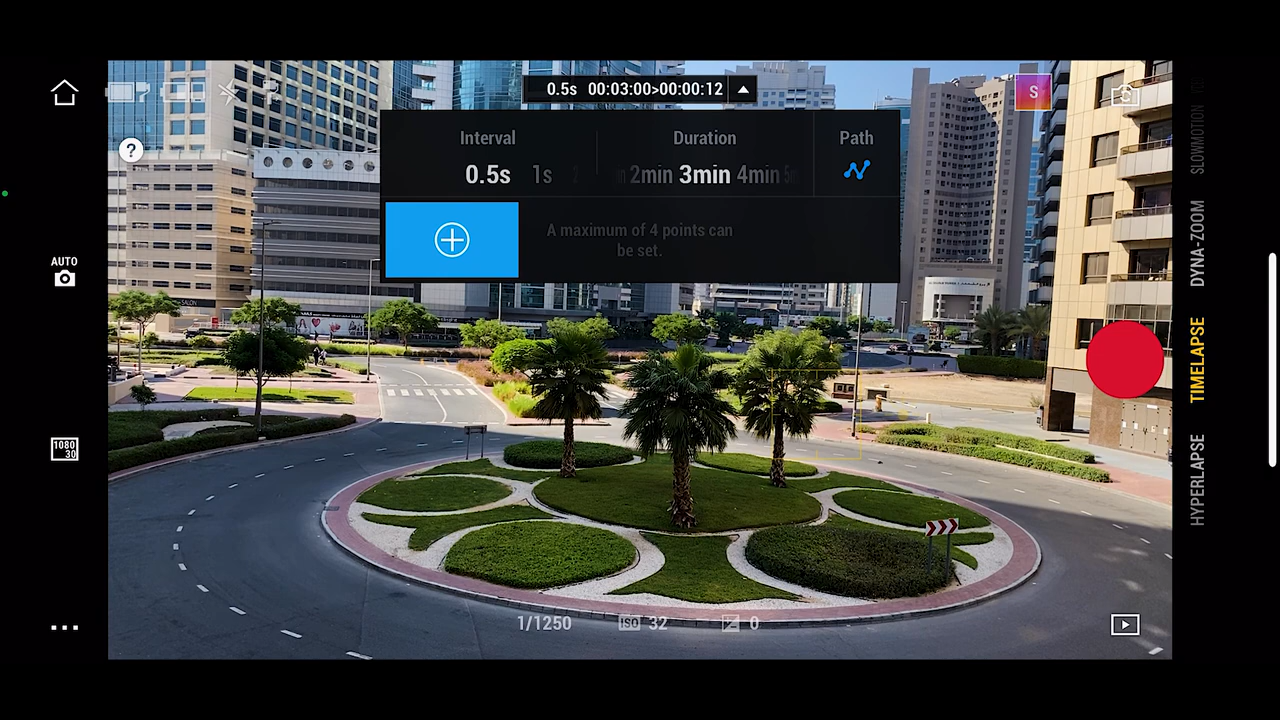 0.5s 00:03:00>00:00:12
S
?
Interval
Duration
Path
0.5s 1s
2min 3min 4min
A maximum of 4 points can
be set.
AUTO
1080
30
SALON
SLOWMOTION
DYNA-ZOOM
TIMELAPSE
HYPERLAPSE
1/1250
ISO 32
0